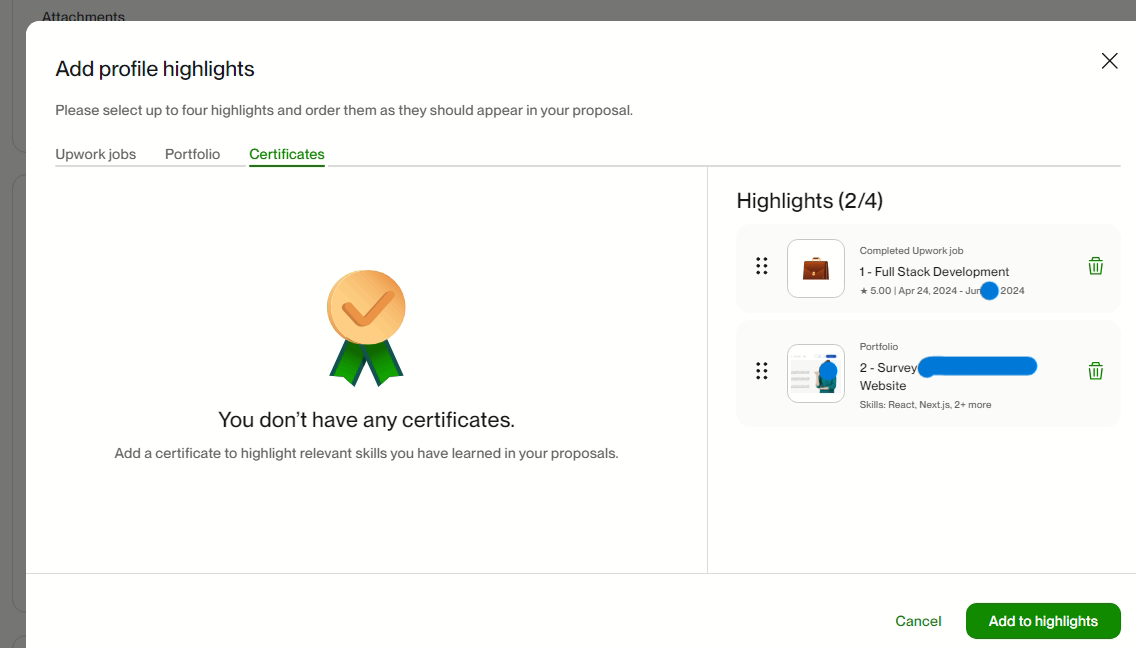 Attachments
Add profile highlights
Please select up to four highlights and order them as they should appear in your proposal.
Upwork jobs
Portfolio
Certificates
You don’t have any certificates.
Add a certificate to highlight relevant skills you have learned in your proposals.
Highlights (2/4)
Completed Upwork job
1 - Full Stack Development
★ 5.00 | Apr 24, 2024 - Jun 2024
Portfolio
2 - Survey
Website
Skills: React, Next.js, 2+ more
Cancel
Add to highlights